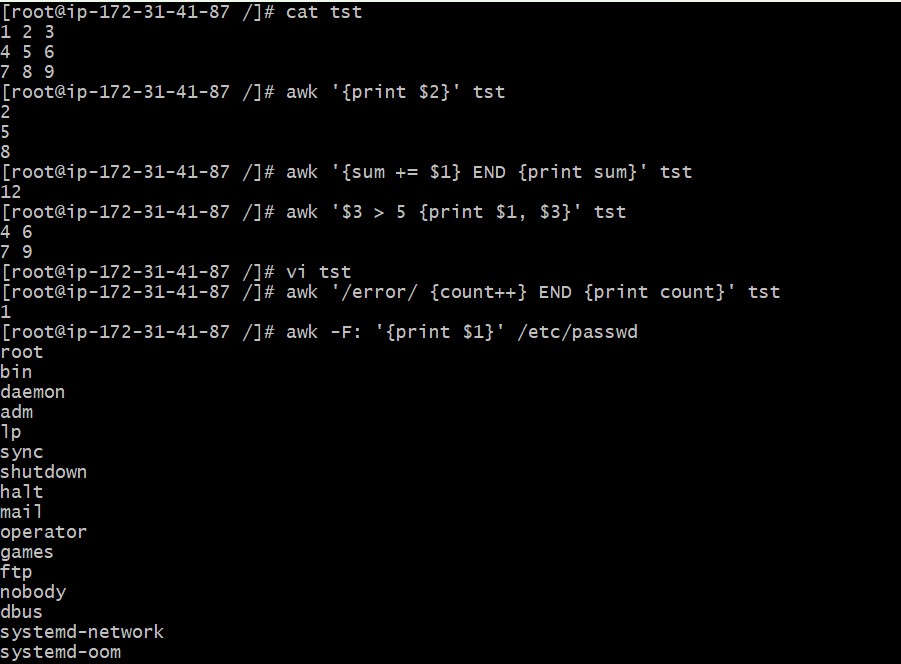 [root@ip-172-31-41-87 /]# cat tst
1 2 3
4 5 6
7 8 9
[root@ip-172-31-41-87 /]# awk '{print $2}' tst
2
5
8
[root@ip-172-31-41-87 /]# awk '{sum += $1} END {print sum}' tst
12
[root@ip-172-31-41-87 /]# awk '$3 > 5 {print $1, $3}' tst
4 6
7 9
[root@ip-172-31-41-87 /]# vi tst
[root@ip-172-31-41-87 /]# awk '/error/ {count++} END {print count}' tst
1
[root@ip-172-31-41-87 /]# awk -F: '{print $1}' /etc/passwd
root
bin
daemon
adm
lp
sync
shutdown
halt
mail
operator
games
ftp
nobody
dbus
systemd-network
systemd-oom